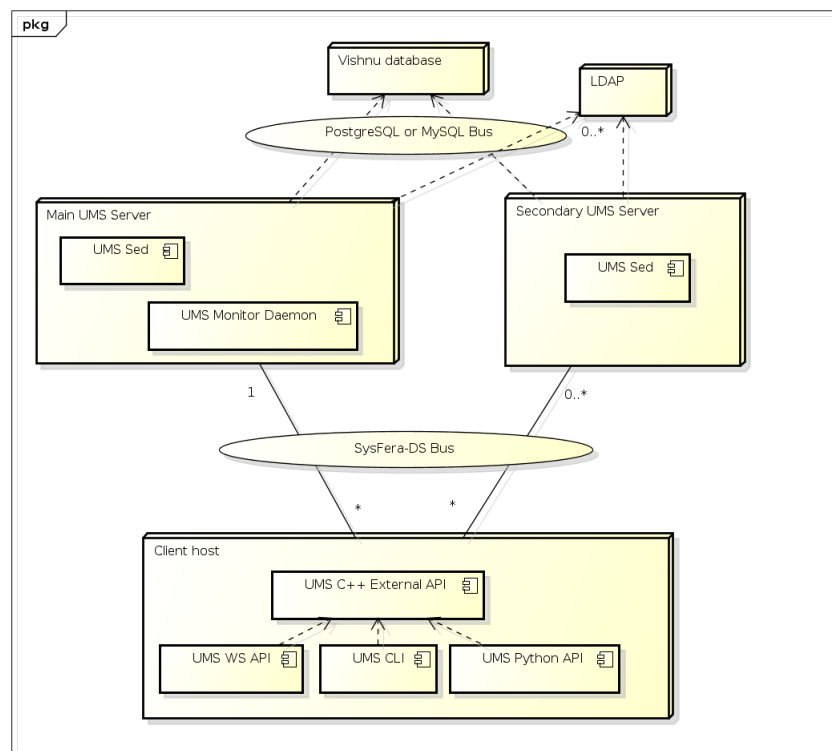 pkg
Vishnu database
LDAP
PostgreSQL or MySQL Bus
0..*
Main UMS Server
Secondary UMS Server
UMS Sed
UMS Sed
UMS Monitor Daemon
1
0..*
SysFera-DS Bus
*
*
Client host
UMS C++ External API
UMS WS API
UMS CLI
UMS Python API